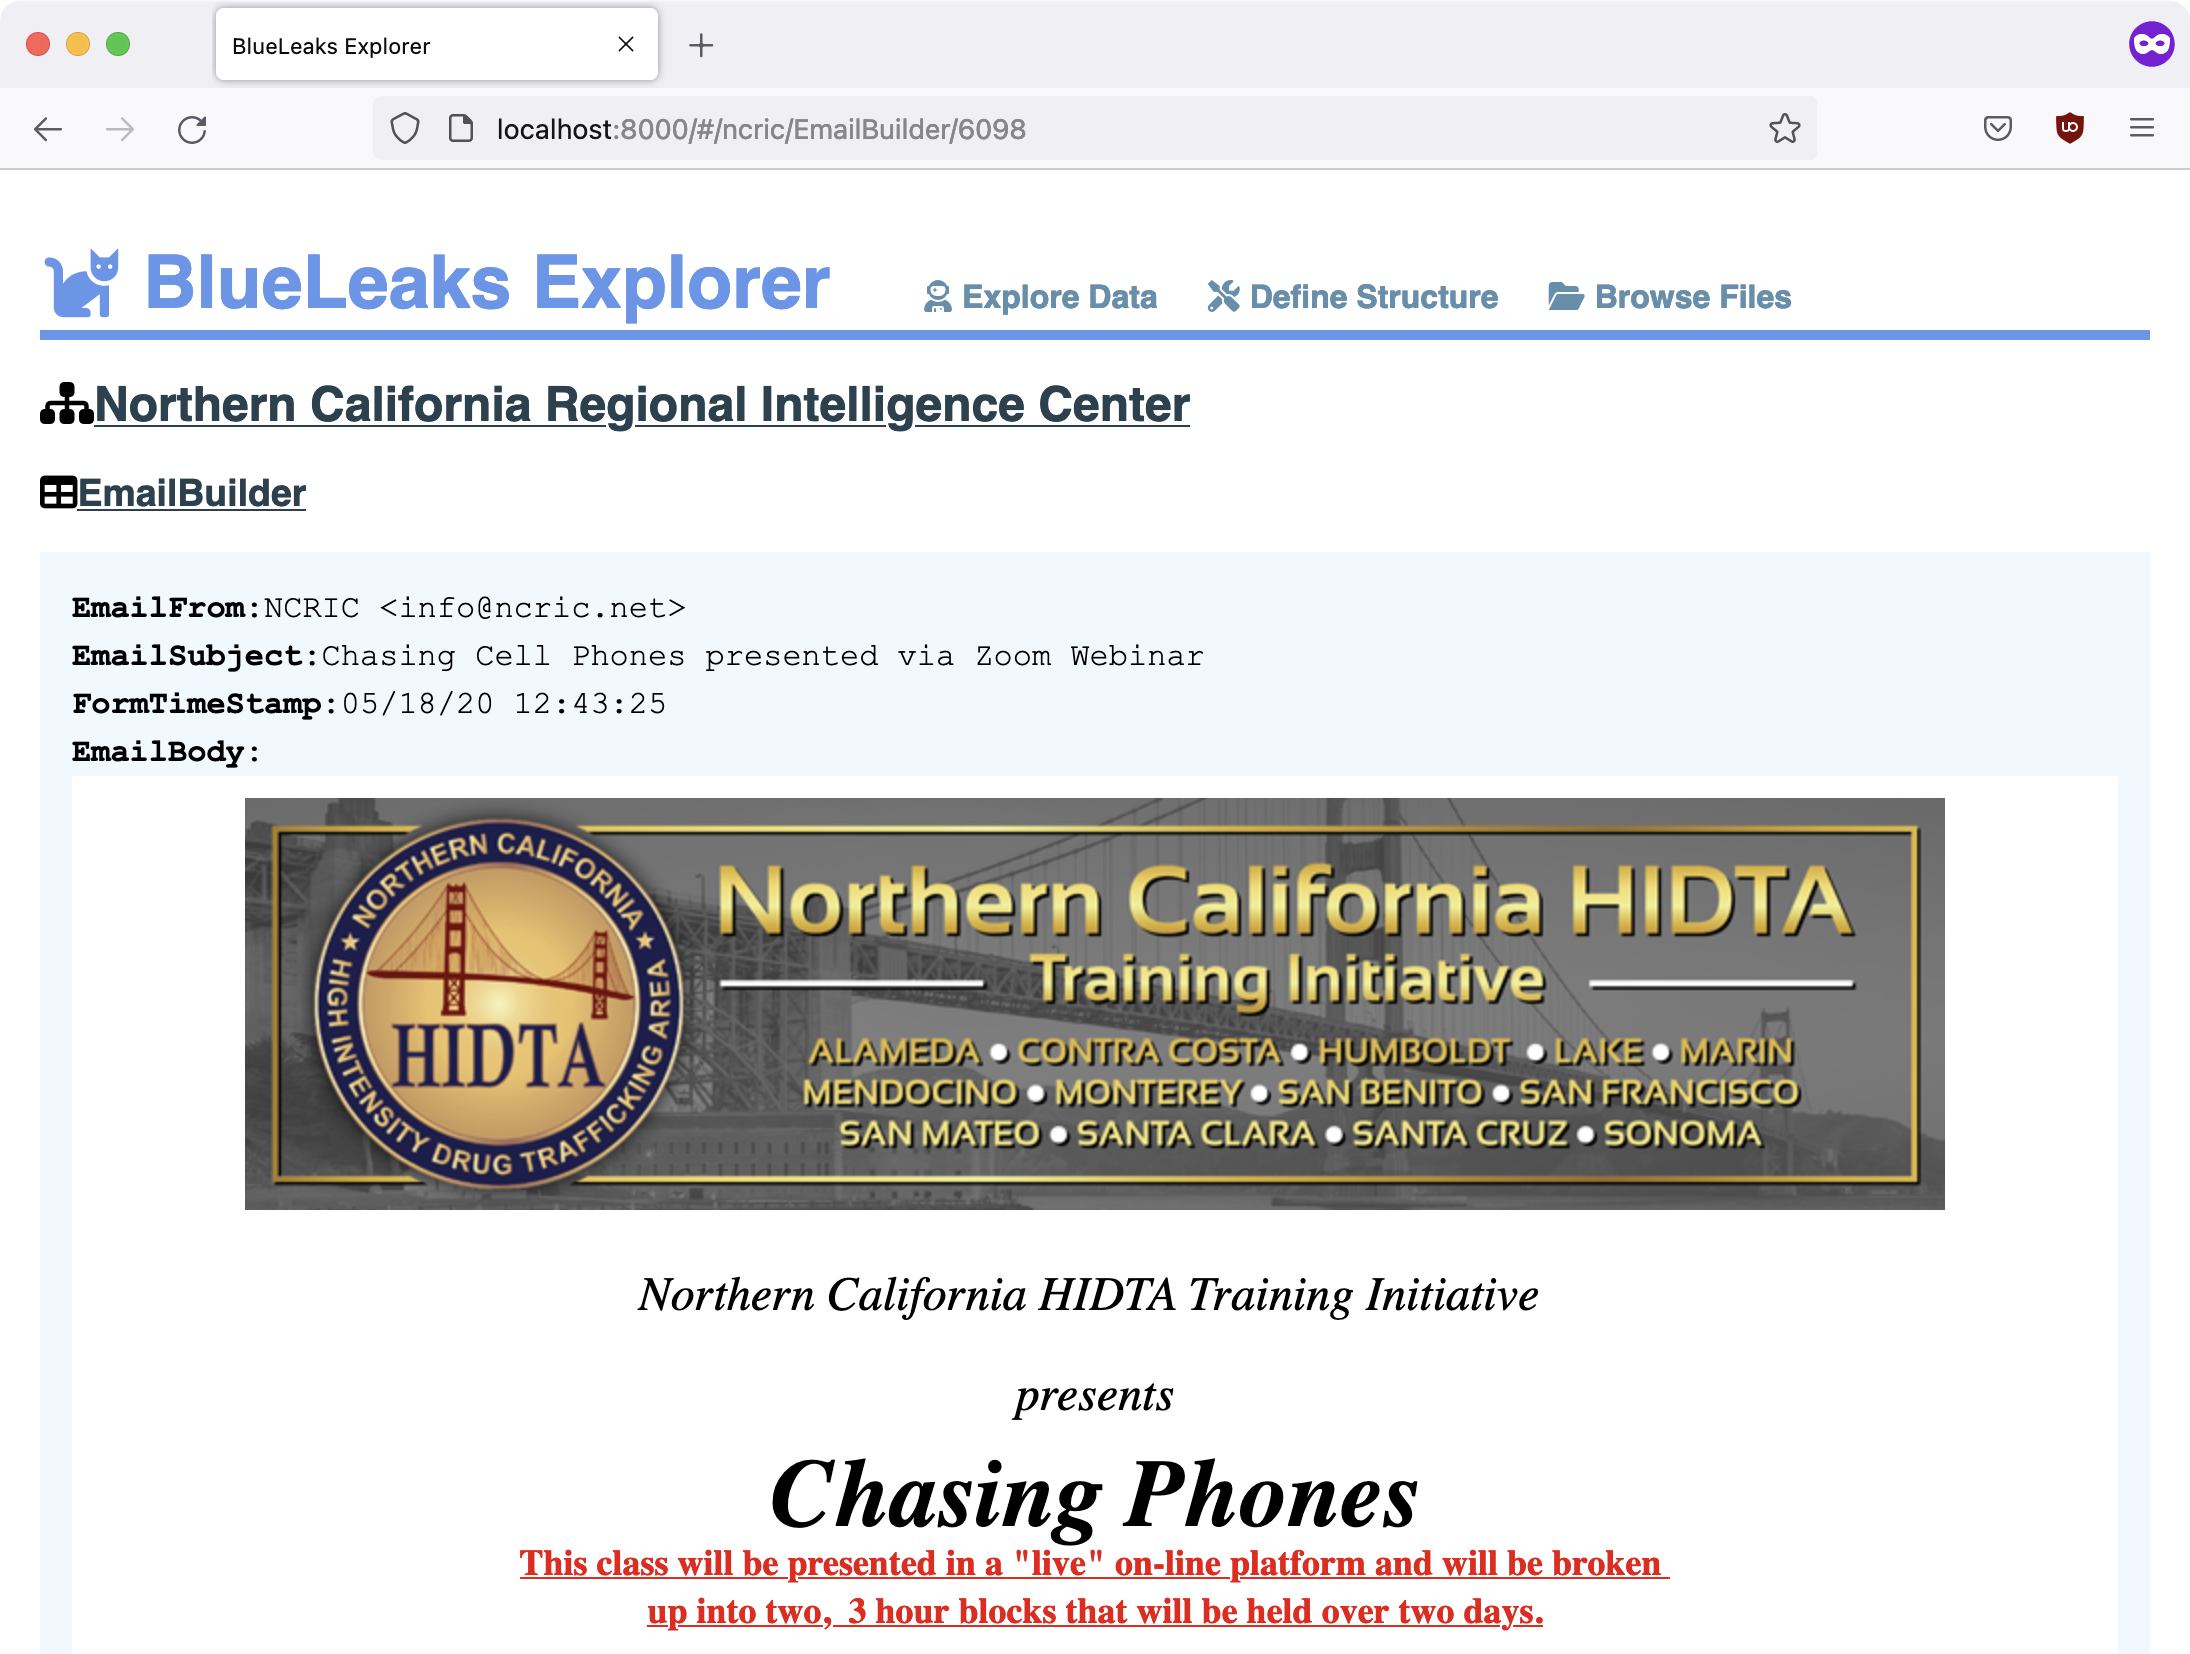 BlueLeaks Explorer
localhost:8000/#/ncric/EmailBuilder/6098
BlueLeaks Explorer
Explore Data
Define Structure
Browse Files
Northern California Regional Intelligence Center
EmailBuilder
EmailFrom:NCRIC <info@ncric.net>
EmailSubject:Chasing Cell Phones presented via Zoom Webinar
FormTimeStamp:05/18/20 12:43:25
EmailBody:
★ NORTHERN CALIFORNIA ★
HIGH INTENSITY DRUG TRAFFICKING AREA
HIDTA
Northern California HIDTA
Training Initiative
ALAMEDA ● CONTRA COSTA ● HUMBOLDT ● LAKE ● MARIN
MENDOCINO ● MONTEREY ● SAN BENITO ● SAN FRANCISCO
SAN MATEO ● SANTA CLARA ● SANTA CRUZ ● SONOMA
Northern California HIDTA Training Initiative
presents
Chasing Phones
This class will be presented in a "live" on-line platform and will be broken
up into two,  3 hour blocks that will be held over two days.